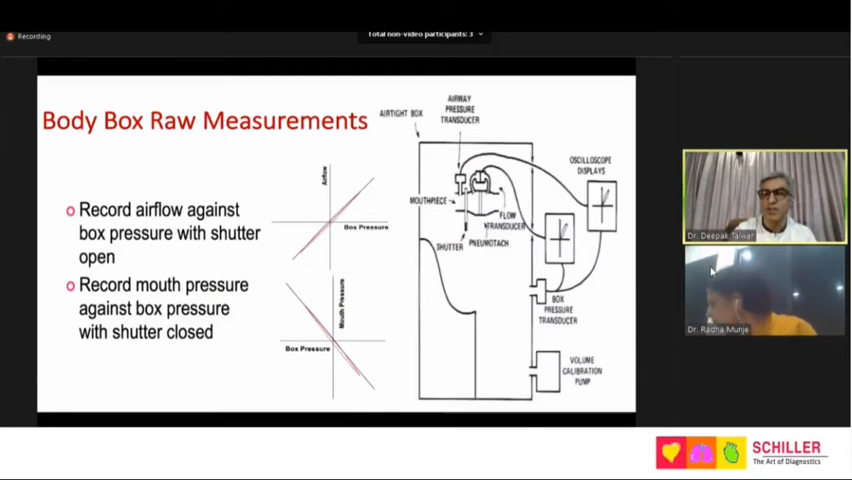 Recording
Total non-video participants: 3
Body Box Raw Measurements
Record airflow against
box pressure with shutter
open
Record mouth pressure
against box pressure
with shutter closed
Airflow
Box Pressure
Mouth Pressure
Box Pressure
AIRTIGHT BOX
AIRWAY
PRESSURE
TRANSDUCER
OSCILLOSCOPE
DISPLAYS
MOUTHPIECE
FLOW
TRANSDUCER
SHUTTER
PNEUMOTACH
BOX
PRESSURE
TRANSDUCER
VOLUME
CALIBRATION
PUMP
Dr. Deepak Talwar
Dr. Radha Munje
SCHILLER
The Art of Diagnostics